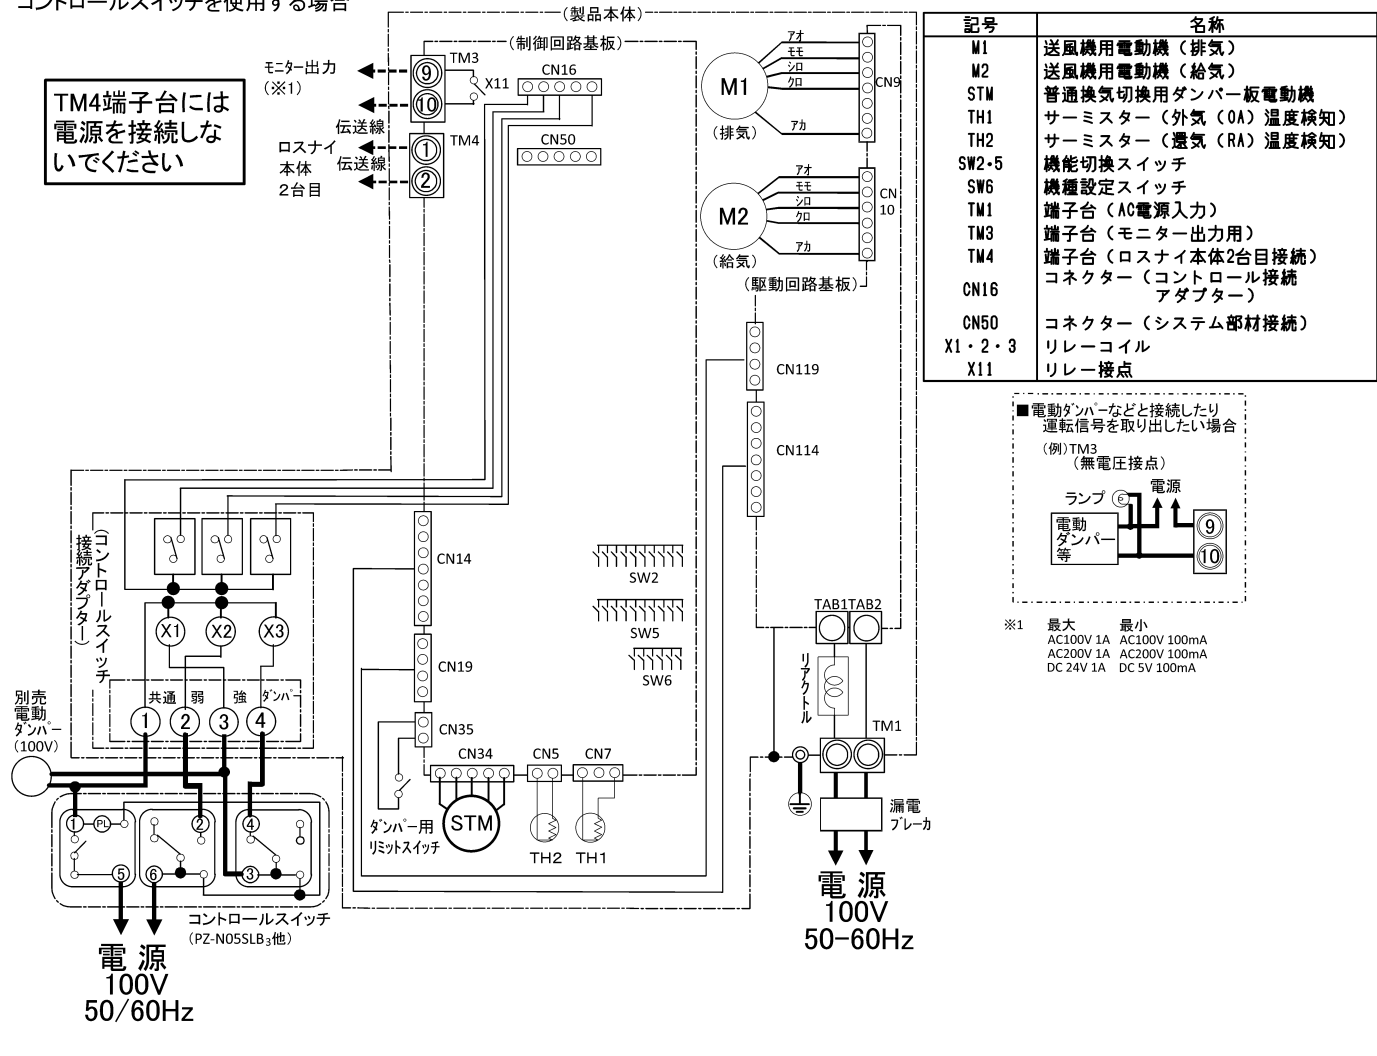 コントロールスイッチを使用する場合
TM4端子台には
電源を接続しな
いでください
(製品本体)
(制御回路基板)
モニター出力
(※1)
⑨
⑩
TM3
X11
伝送線
ロスナイ
本体
2台目
伝送線
①
②
TM4
CN16
CN50
M1
(排気)
アオ
モモ
シロ
クロ
アカ
CN9
M2
(給気)
アオ
モモ
シロ
クロ
アカ
CN
10
(駆動回路基板)
CN119
CN114
記号 名称
M1 送風機用電動機(排気)
M2 送風機用電動機(給気)
STM 普通換気切換用ダンパー板電動機
TH1 サーミスター(外気(OA)温度検知)
TH2 サーミスター(還気(RA)温度検知)
SW2・5 機能切換スイッチ
SW6 機種設定スイッチ
TM1 端子台(AC電源入力)
TM3 端子台(モニター出力用)
TM4 端子台(ロスナイ本体2台目接続)
CN16 コネクター(コントロール接続
アダプター)
CN50 コネクター(システム部材接続)
X1・2・3 リレーコイル
X11 リレー接点
■電動ダンパーなどと接続したり
運転信号を取り出したい場合
(例)TM3
(無電圧接点)
ランプ
電源
電動
ダンパー
等
⑨
⑩
※1 最大 最小
AC100V 1A AC100V 100mA
AC200V 1A AC200V 100mA
DC 24V 1A DC 5V 100mA
(コントロールスイッチ
接続アダプター)
X1
X2
X3
共通 弱 強 ダンパー
① ② ③ ④
別売
電動
ダンパー
(100V)
① PL ② ④
⑤ ⑥ ③
コントロールスイッチ
(PZ-N05SLB3他)
電 源
100V
50/60Hz
CN14
CN19
CN35
ダンパー用
リミットスイッチ
CN34
STM
CN5
CN7
TH2
TH1
SW2
SW5
SW6
TAB1
TAB2
リアクトル
TM1
漏電
ブレーカ
電 源
100V
50-60Hz